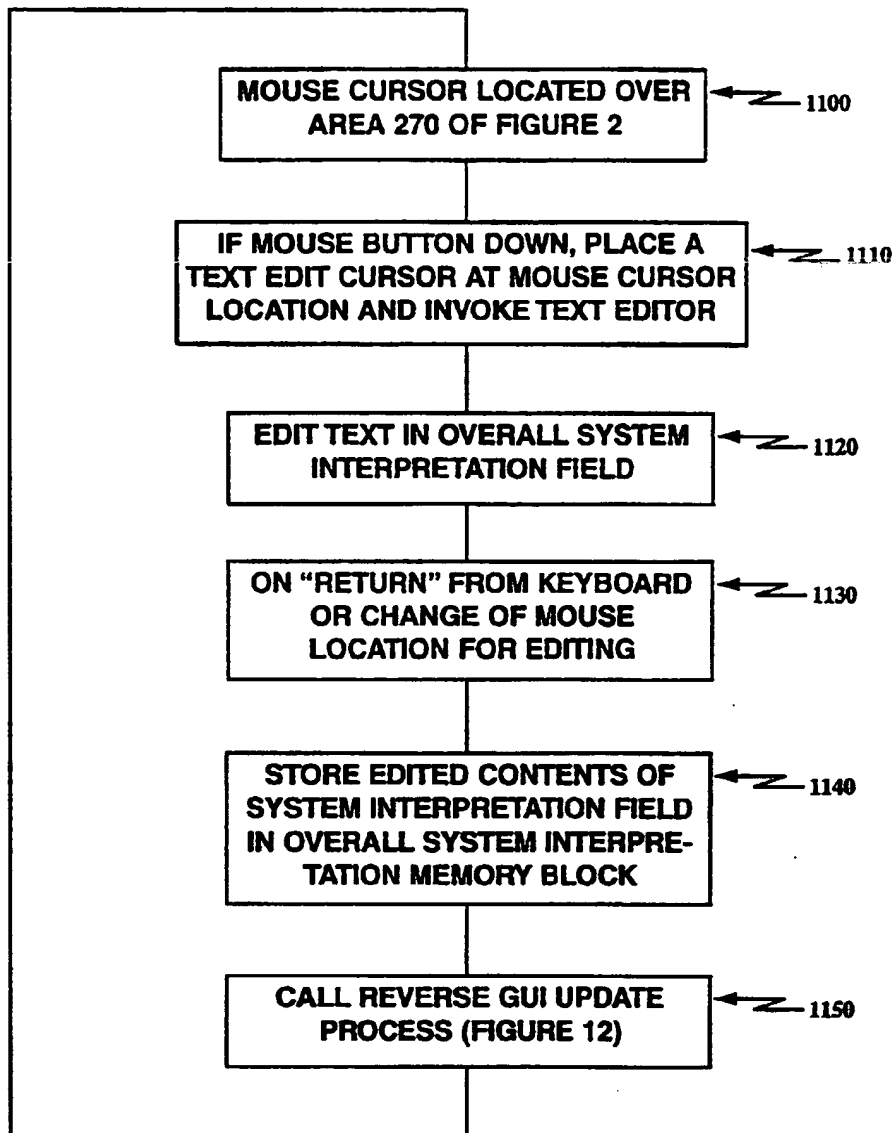 MOUSE CURSOR LOCATED OVER
AREA 270 OF FIGURE 2
1100
IF MOUSE BUTTON DOWN, PLACE A
TEXT EDIT CURSOR AT MOUSE CURSOR
LOCATION AND INVOKE TEXT EDITOR
1110
EDIT TEXT IN OVERALL SYSTEM
INTERPRETATION FIELD
1120
ON “RETURN” FROM KEYBOARD
OR CHANGE OF MOUSE
LOCATION FOR EDITING
1130
STORE EDITED CONTENTS OF
SYSTEM INTERPRETATION FIELD
IN OVERALL SYSTEM INTERPRE-
TATION MEMORY BLOCK
1140
CALL REVERSE GUI UPDATE
PROCESS (FIGURE 12)
1150